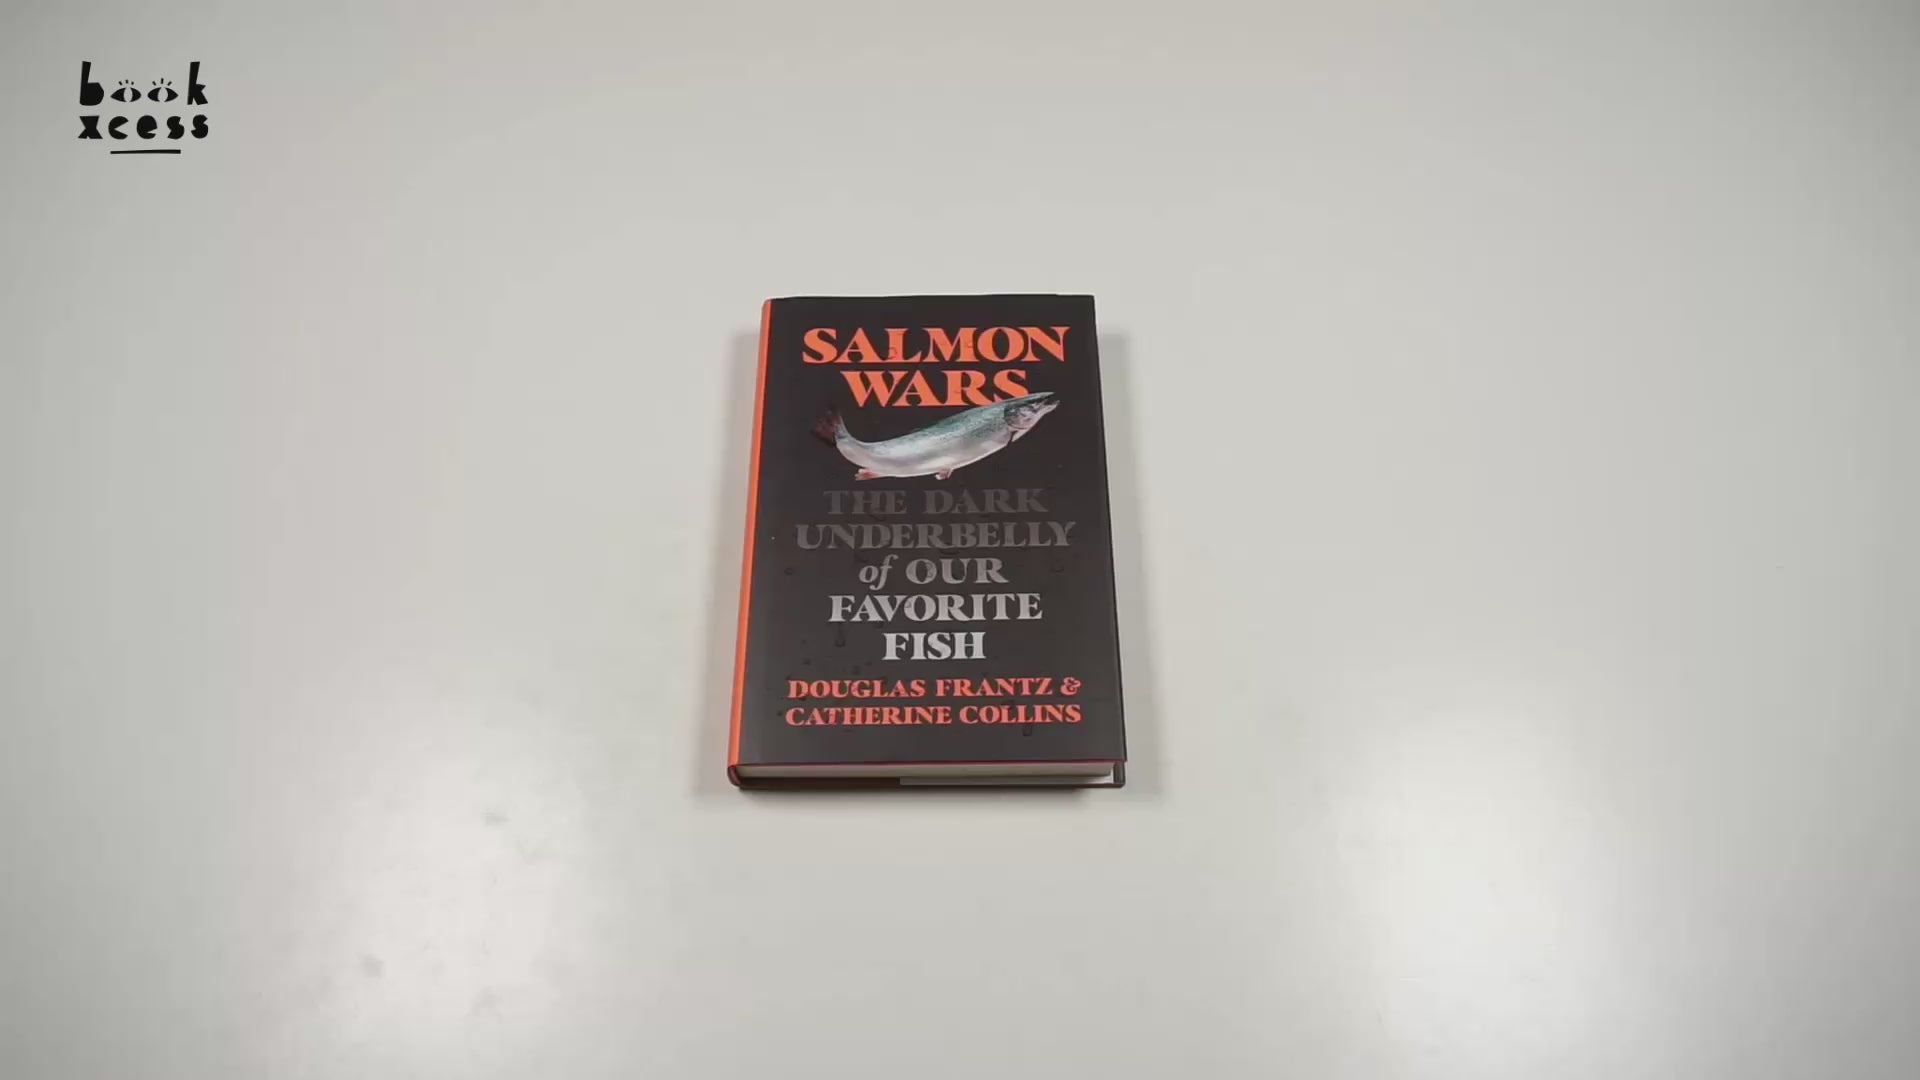 book
xcess
SALMON
WARS
THE DARK
UNDERBELLY
of OUR
FAVORITE
FISH
DOUGLAS FRANTZ &
CATHERINE COLLINS